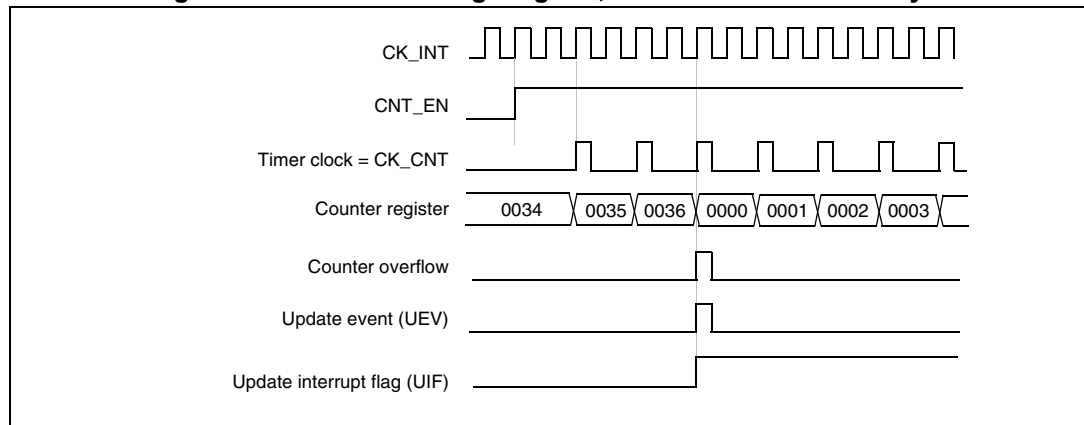 CK_INT
CNT_EN
Timer clock = CK_CNT
Counter register 0034 0035 0036 0000 0001 0002 0003
Counter overflow
Update event (UEV)
Update interrupt flag (UIF)